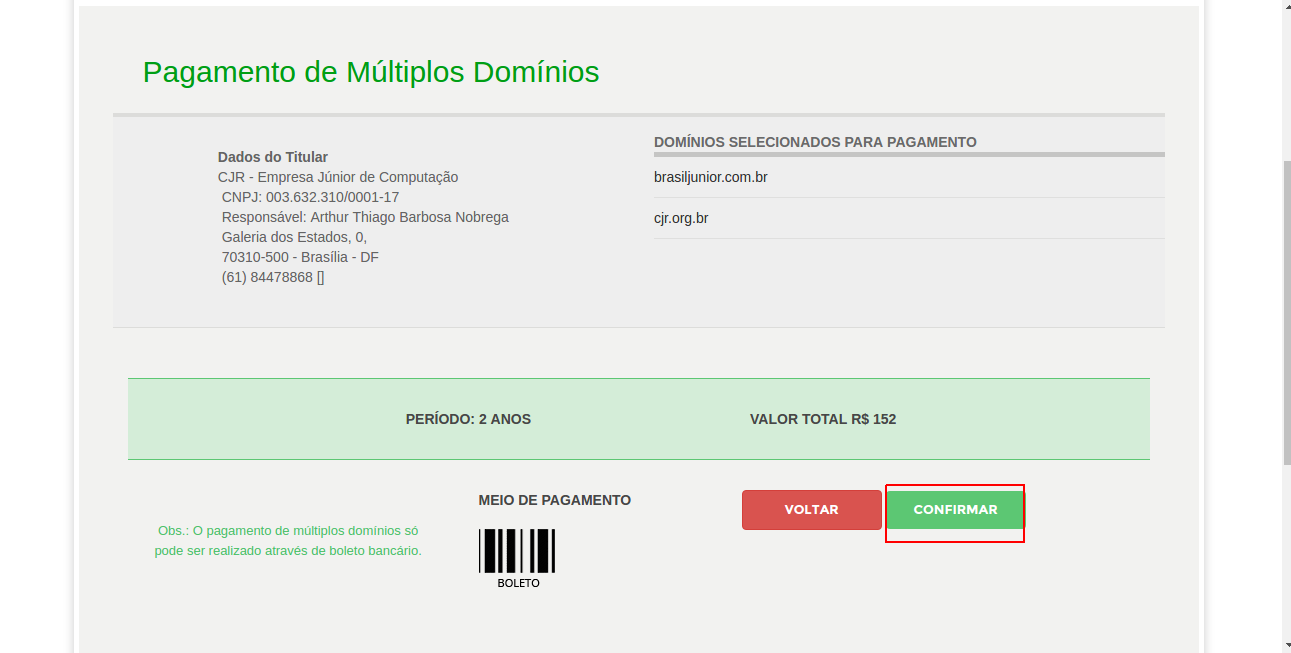 Pagamento de Múltiplos Domínios
Dados do Titular
CJR - Empresa Júnior de Computação
CNPJ: 003.632.310/0001-17
Responsável: Arthur Thiago Barbosa Nobrega
Galeria dos Estados, 0,
70310-500 - Brasília - DF
(61) 84478868 []
DOMÍNIOS SELECIONADOS PARA PAGAMENTO
brasiljunior.com.br
cjr.org.br
PERÍODO: 2 ANOS
VALOR TOTAL R$ 152
Obs.: O pagamento de múltiplos domínios só
pode ser realizado através de boleto bancário.
MEIO DE PAGAMENTO
BOLETO
VOLTAR
CONFIRMAR